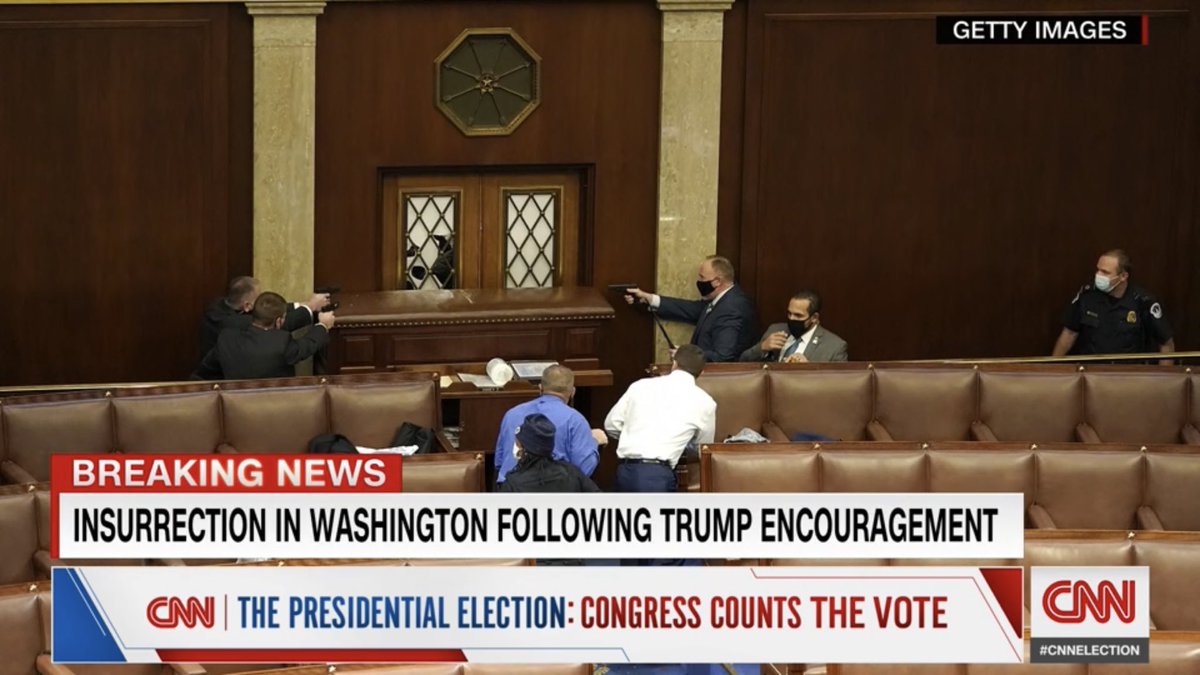 GETTY IMAGES
BREAKING NEWS
INSURRECTION IN WASHINGTON FOLLOWING TRUMP ENCOURAGEMENT
CNN THE PRESIDENTIAL ELECTION: CONGRESS COUNTS THE VOTE
CNN
#CNNELECTION